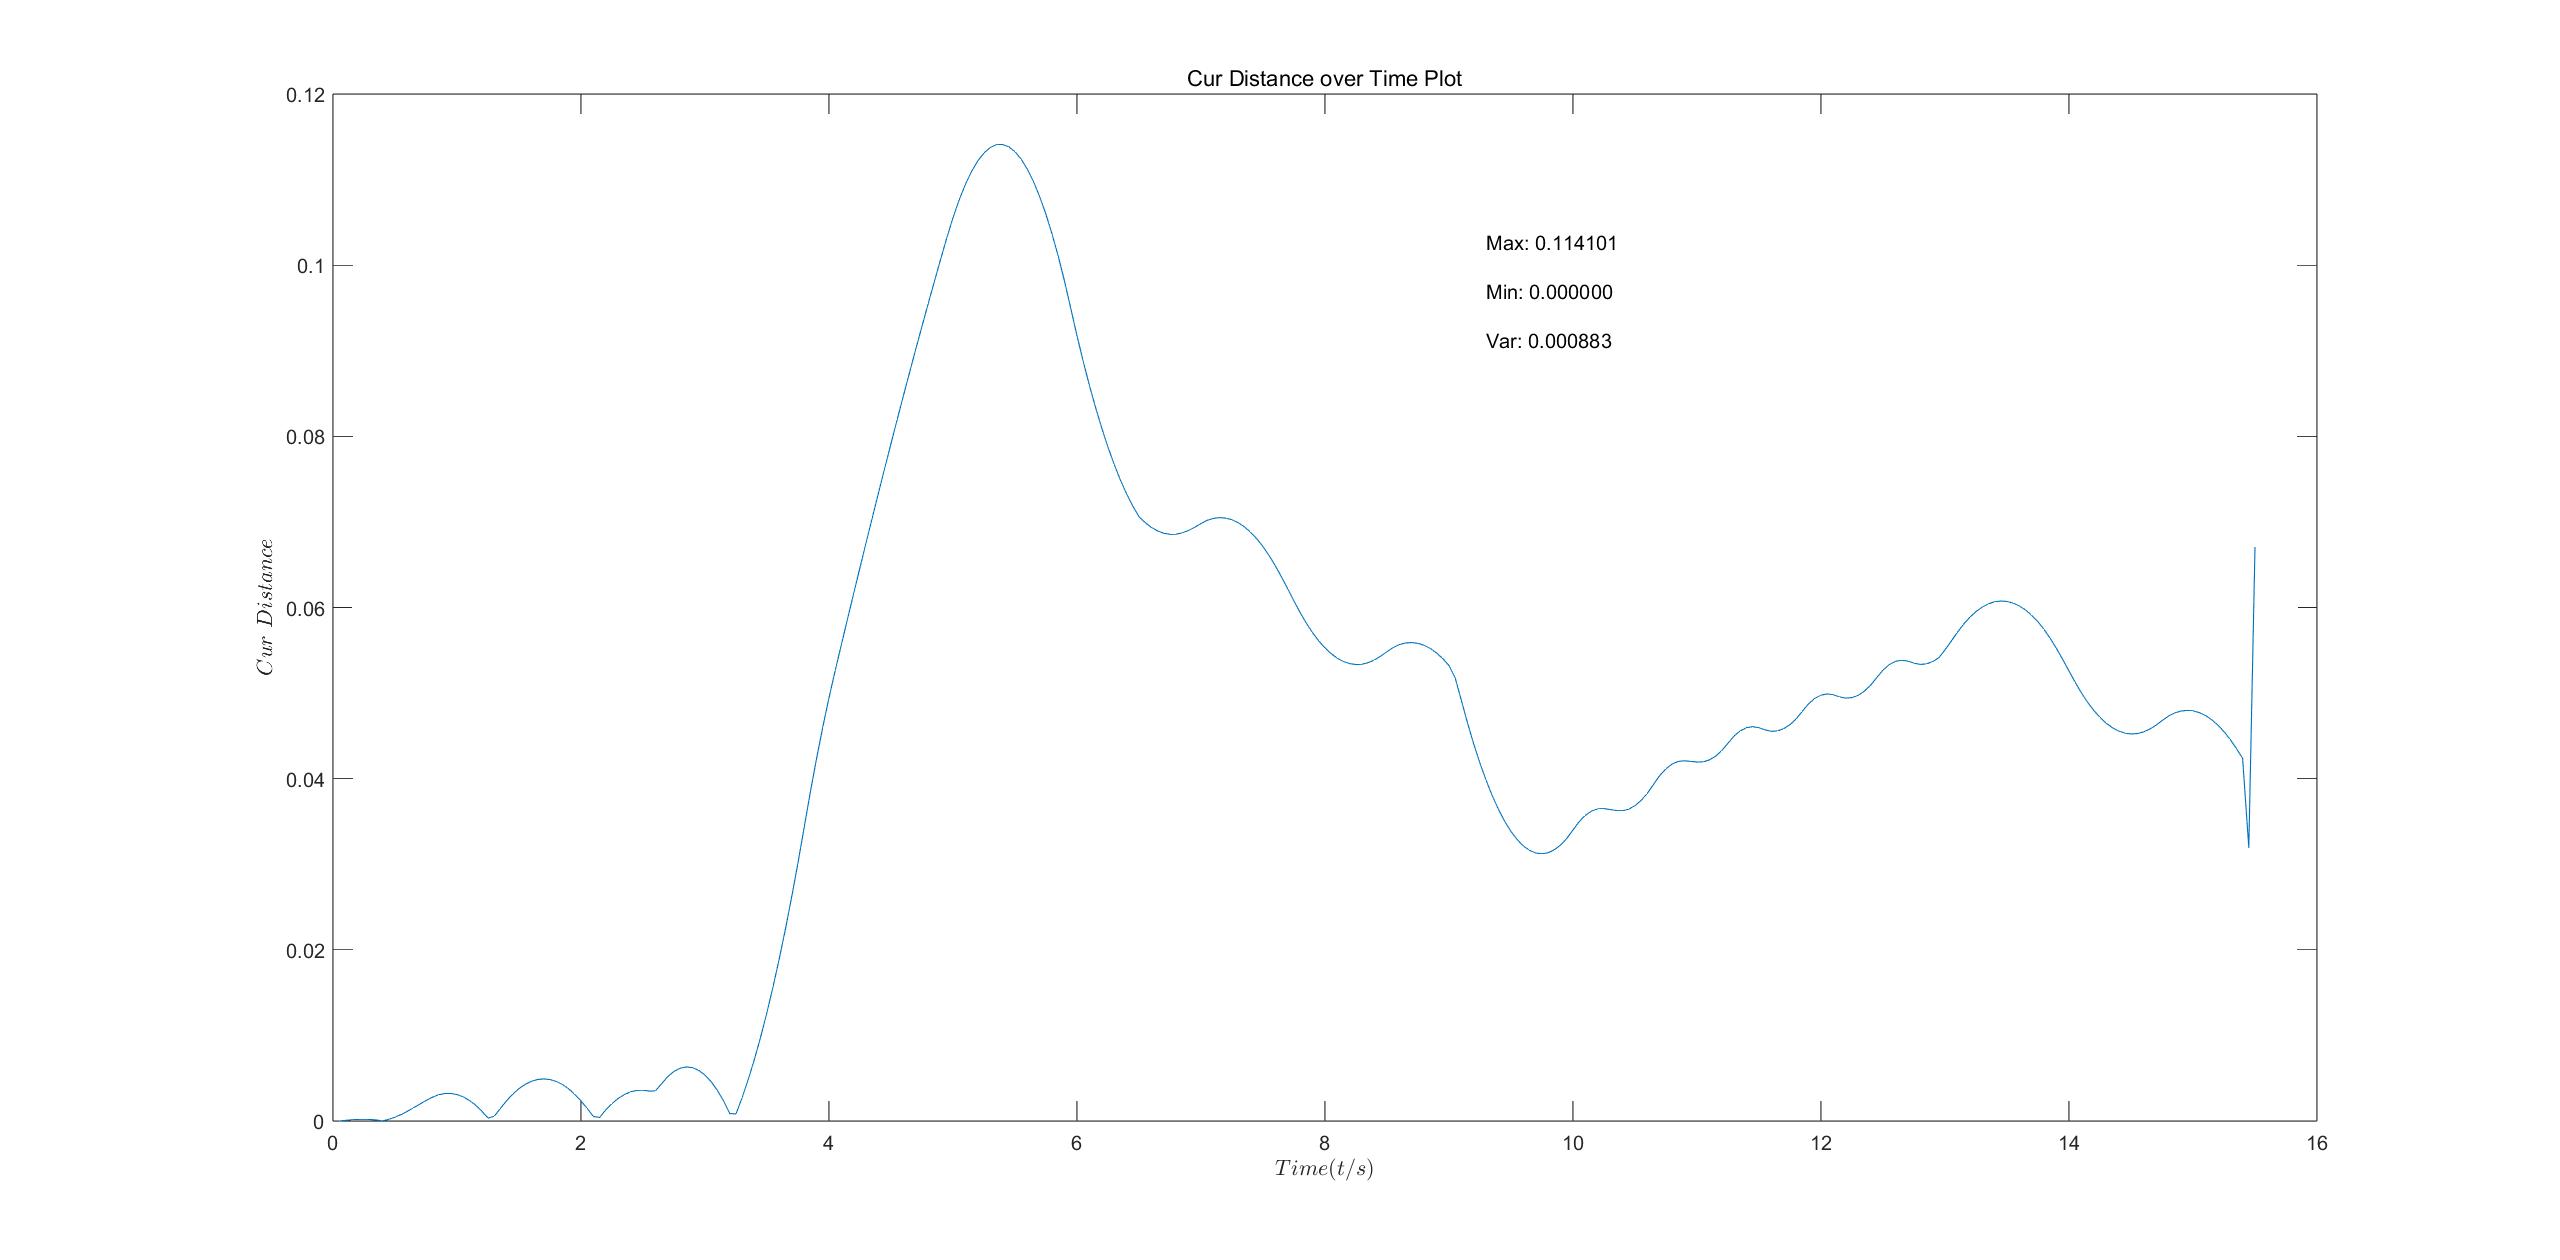 Cur Distance over Time Plot
0.12
0.1
0.08
0.06
0.04
0.02
0
Cur Distance
Max: 0.114101
Min: 0.000000
Var: 0.000883
0 2 4 6 8 10 12 14 16
Time(t/s)